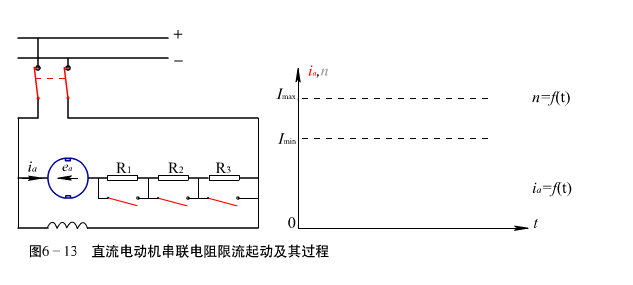 +
−
iₐ eₐ R₁ R₂ R₃
iₐ,n
Imax
Imin
n=f(t)
iₐ=f(t)
0
t
图6－13 直流电动机串联电阻限流起动及其过程